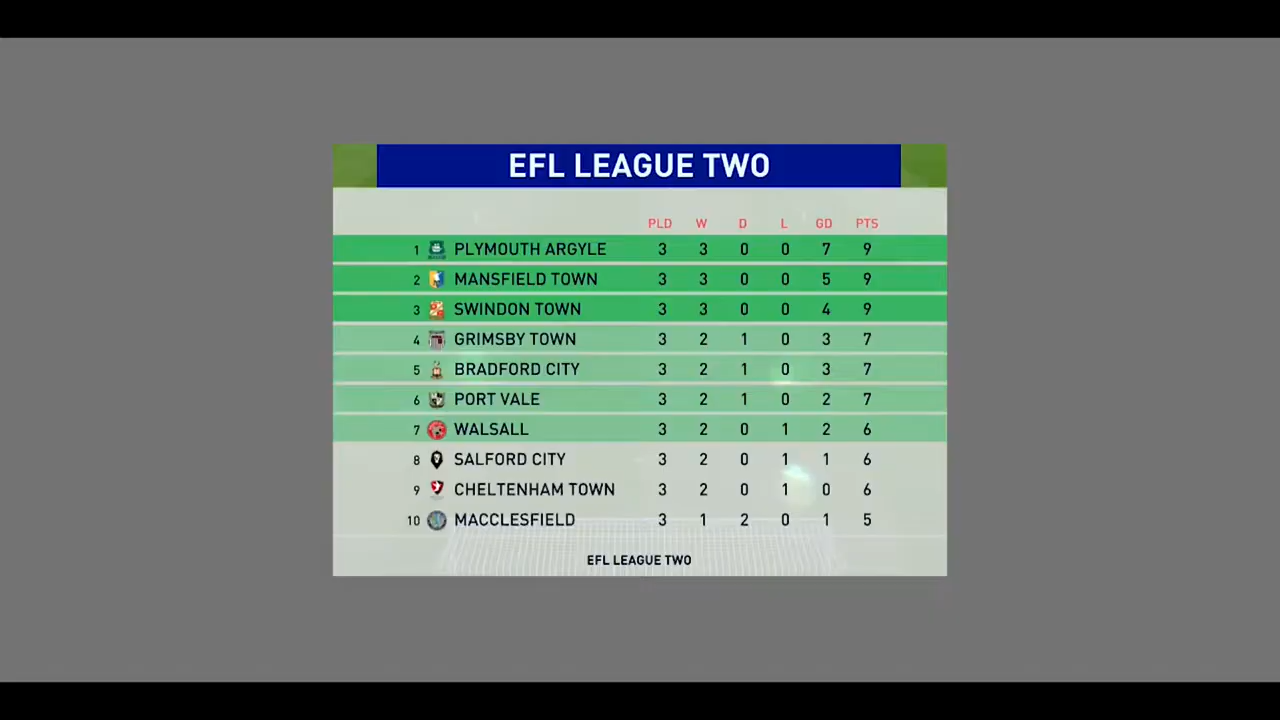 EFL LEAGUE TWO
PLD W D L GD PTS
1 PLYMOUTH ARGYLE 3 3 0 0 7 9
2 MANSFIELD TOWN 3 3 0 0 5 9
3 SWINDON TOWN 3 3 0 0 4 9
4 GRIMSBY TOWN 3 2 1 0 3 7
5 BRADFORD CITY 3 2 1 0 3 7
6 PORT VALE 3 2 1 0 2 7
7 WALSALL 3 2 0 1 2 6
8 SALFORD CITY 3 2 0 1 1 6
9 CHELTENHAM TOWN 3 2 0 1 0 6
10 MACCLESFIELD 3 1 2 0 1 5
EFL LEAGUE TWO